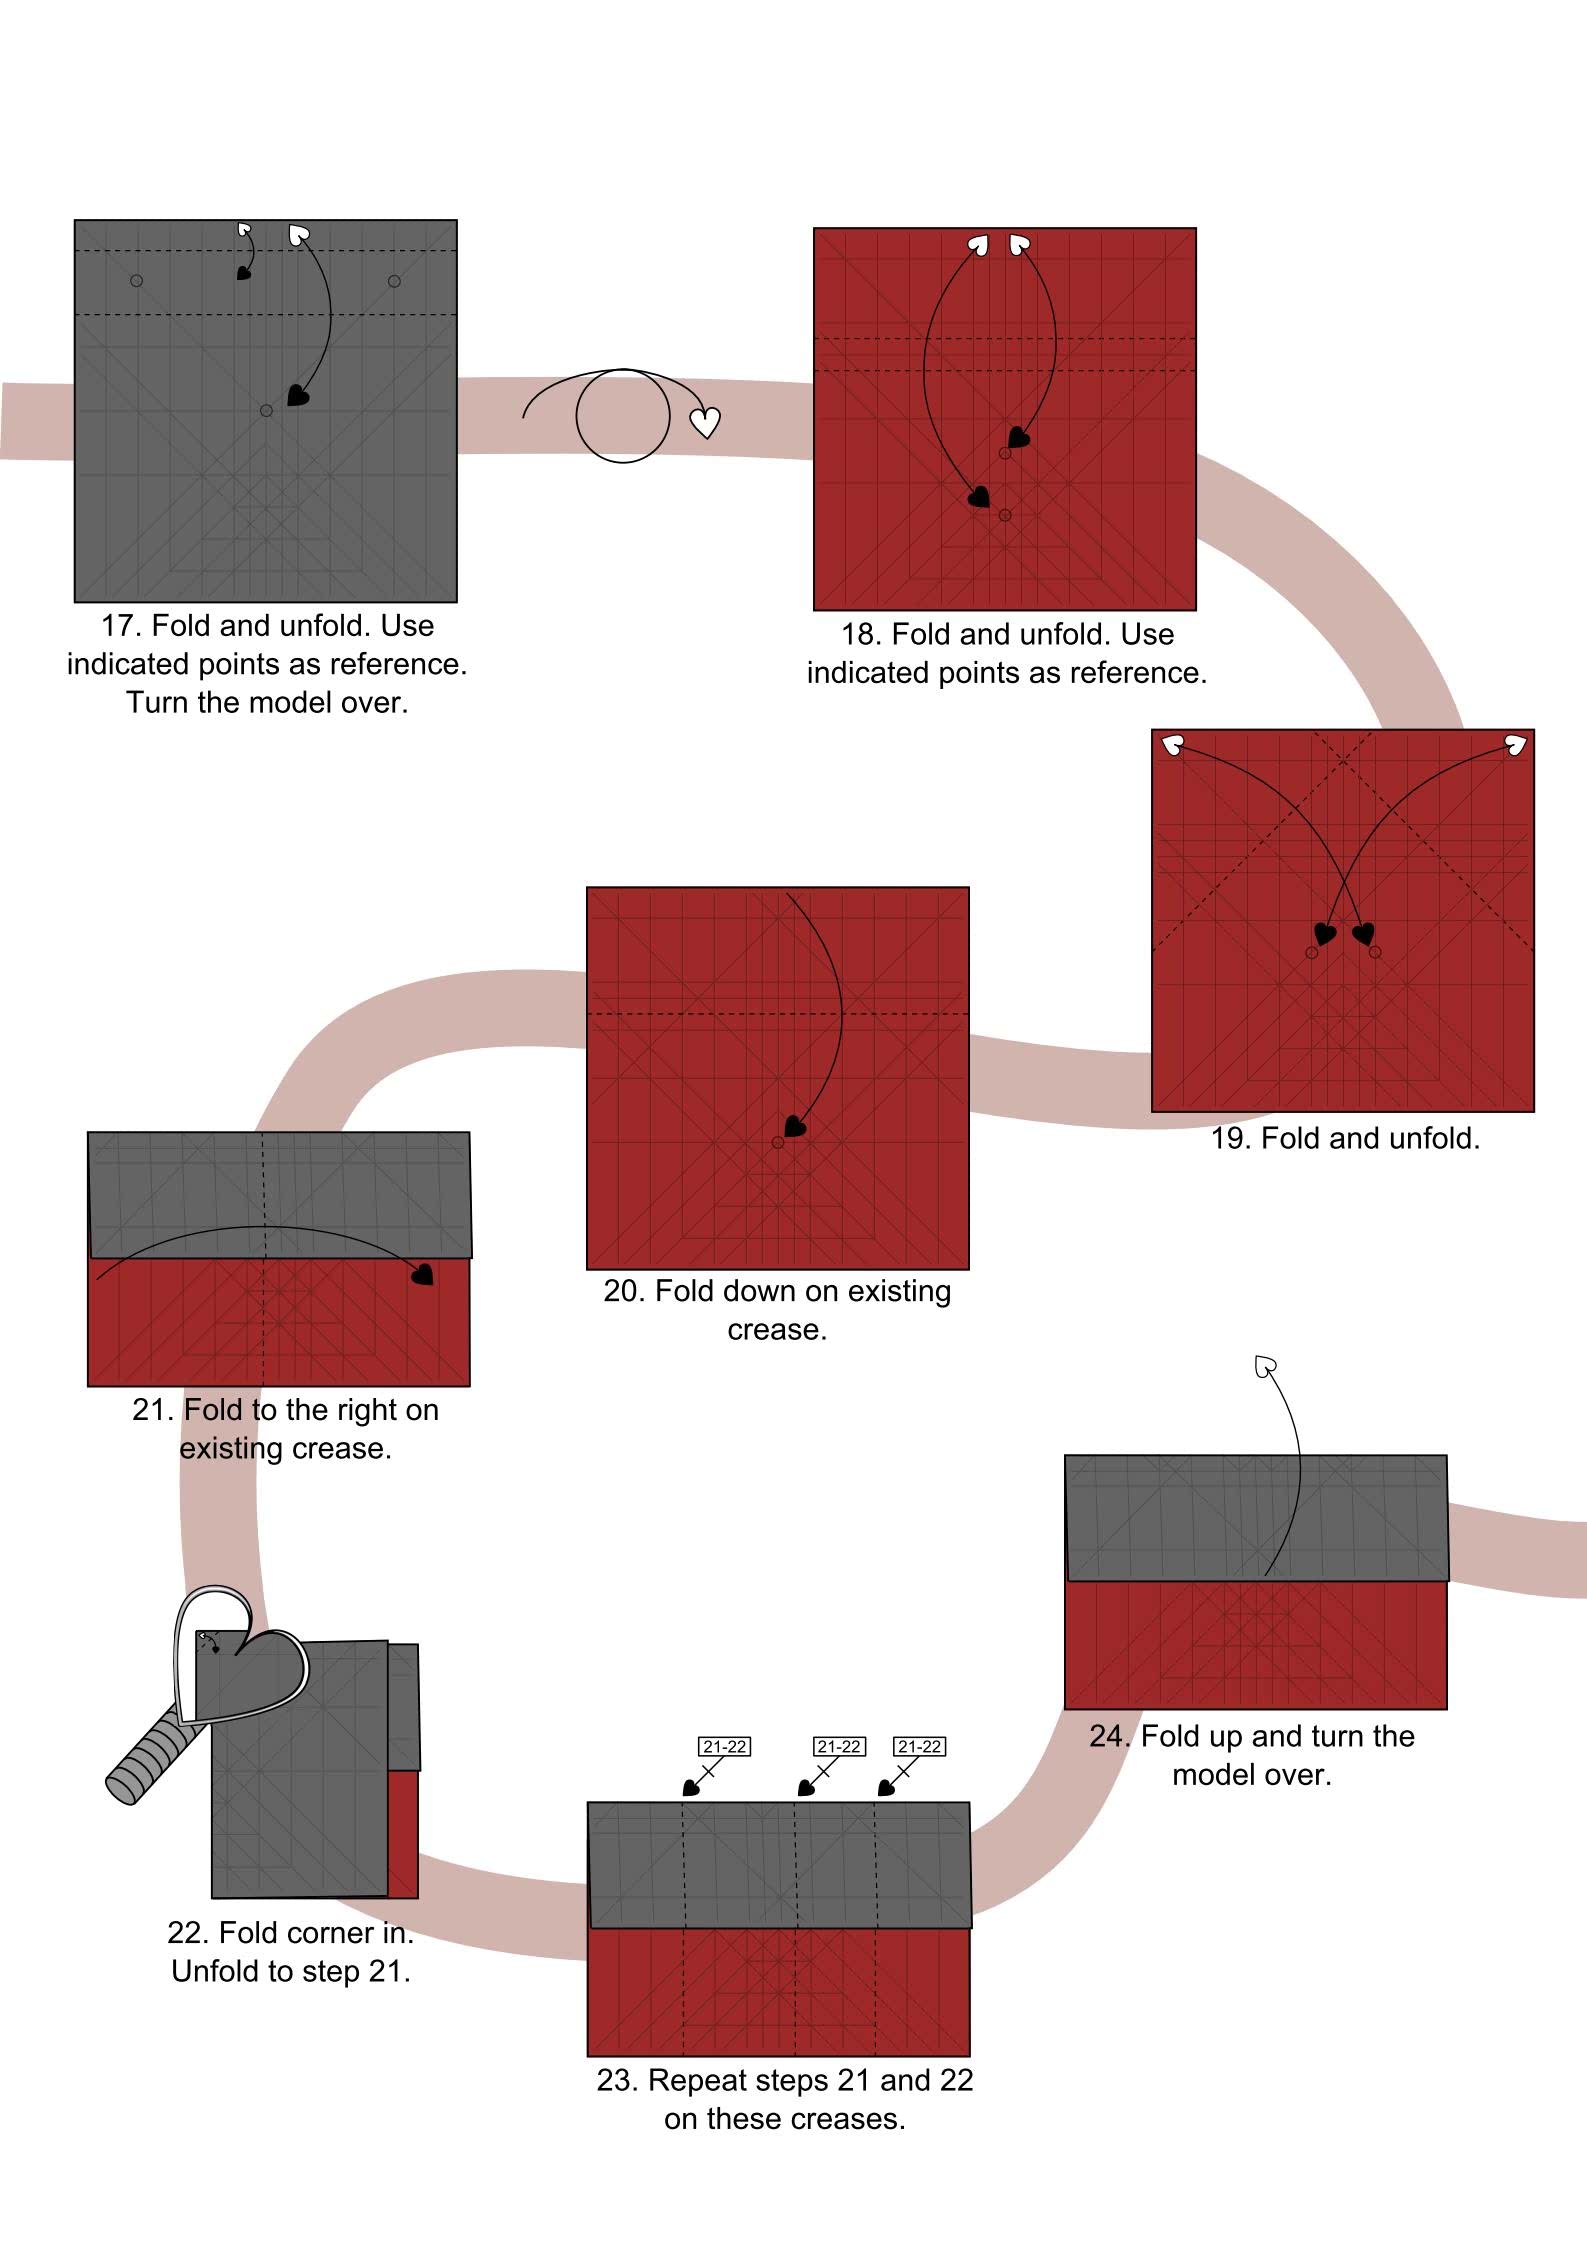 17. Fold and unfold. Use
indicated points as reference.
Turn the model over.
18. Fold and unfold. Use
indicated points as reference.
19. Fold and unfold.
20. Fold down on existing
crease.
21. Fold to the right on
existing crease.
22. Fold corner in.
Unfold to step 21.
21-22
21-22
21-22
23. Repeat steps 21 and 22
on these creases.
24. Fold up and turn the
model over.